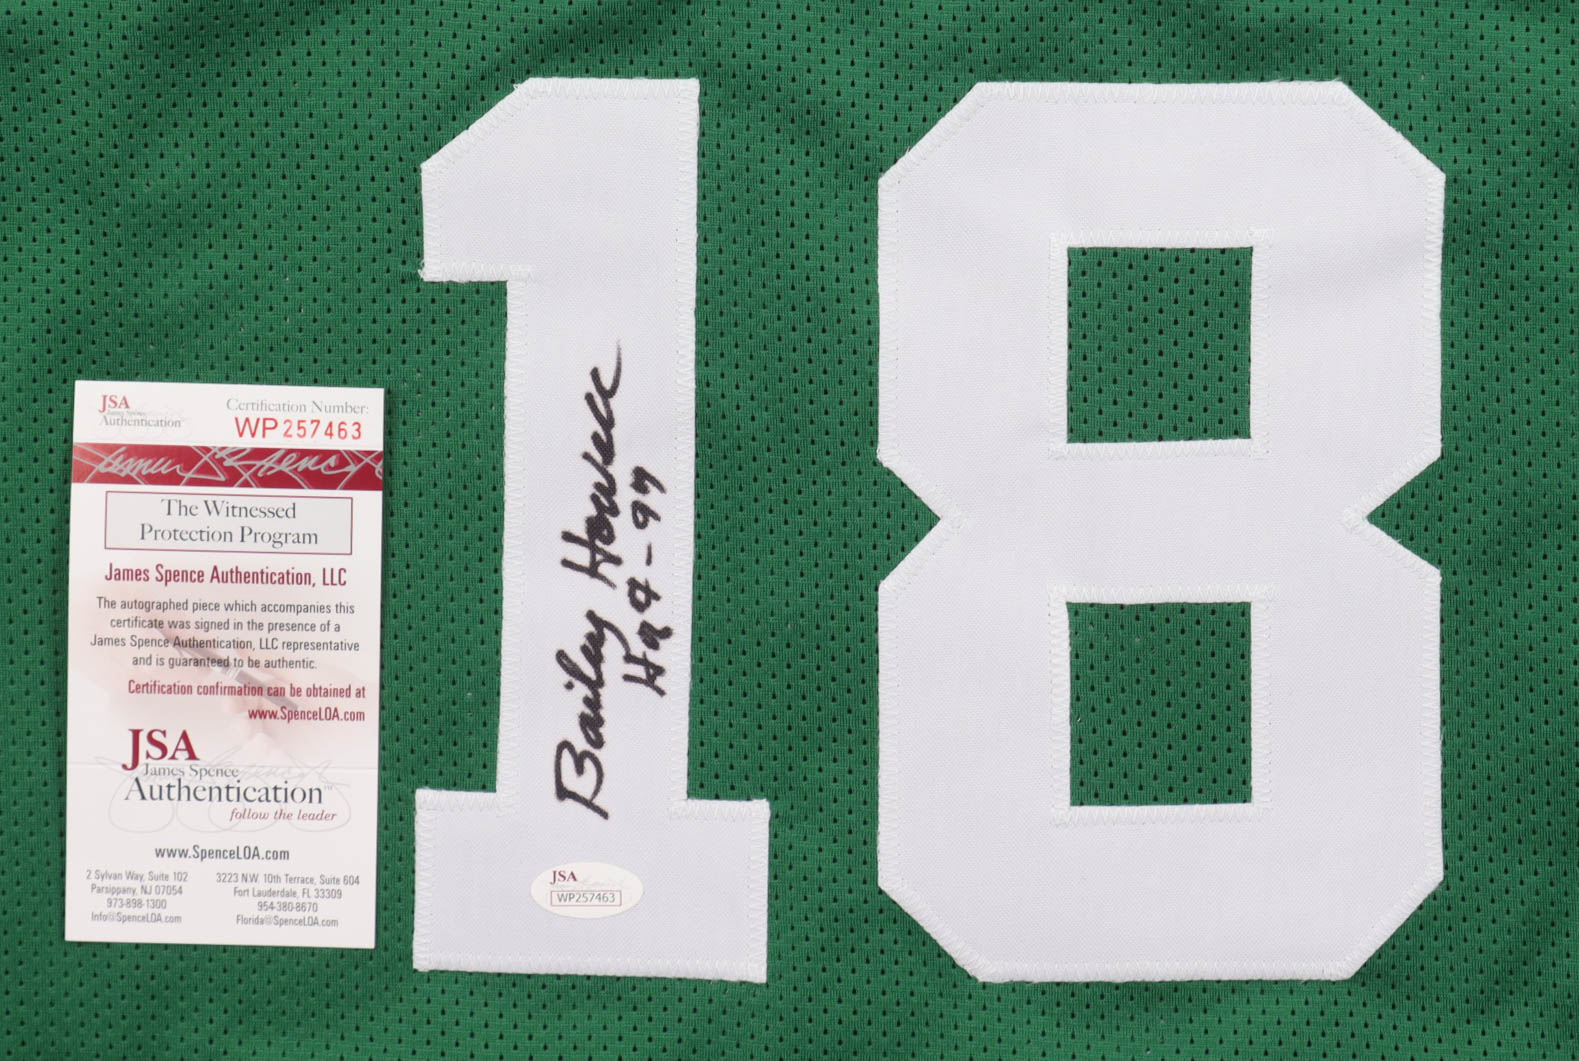 JSA
James Spence
Authentication
Certification Number:
WP257463
The Witnessed
Protection Program
James Spence Authentication, LLC
The autographed piece which accompanies this
certificate was signed in the presence of a
James Spence Authentication, LLC representative
and is guaranteed to be authentic.
Certification confirmation can be obtained at
www.SpenceLOA.com
JSA
James Spence
Authentication™
follow the leader
www.SpenceLOA.com
2 Sylvan Way, Suite 102
Parsippany, NJ 07054
973-898-1300
Info@SpenceLOA.com
3223 N.W. 10th Terrace, Suite 604
Fort Lauderdale, FL 33309
954-380-8670
Florida@SpenceLOA.com
18
Bailey Howell
H974-97
JSA
WP257463